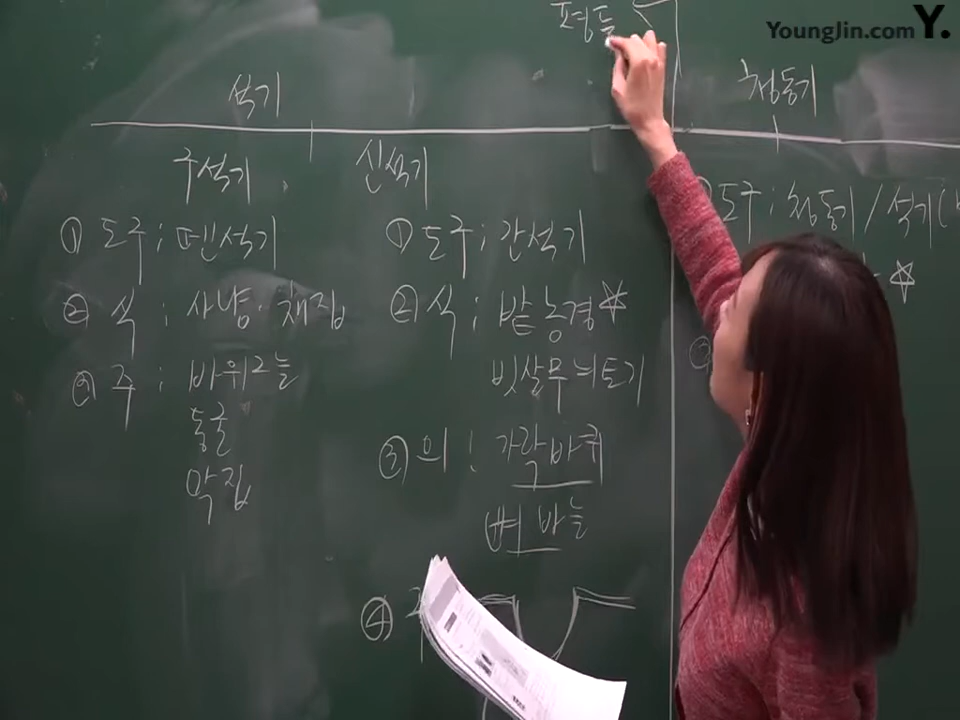 YoungJin.com Y.
평등
석기
청동기
구석기
신석기
① 도구; 뗀석기
② 식; 사냥·채집
③ 주; 바위그늘
동굴
막집
① 도구; 간석기
② 식; 밭농경☆
빗살무늬토기
③ 의; 가락바퀴
뼈바늘
④
도구; 청동기/석기(
☆